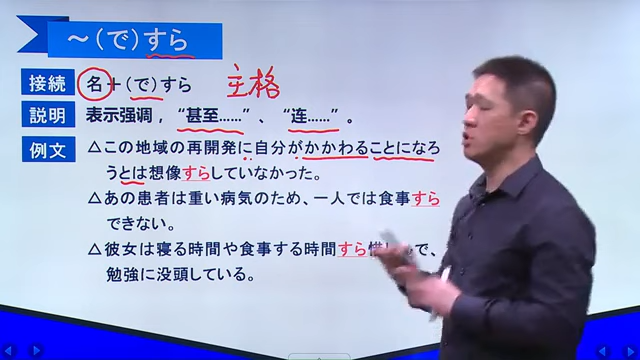 ～（で）すら
接続 名＋（で）すら 主格
説明 表示强调，“甚至……”、“连……”。
例文 △この地域の再開発に自分がかかわることになろ
うとは想像すらしていなかった。
△あの患者は重い病気のため、一人では食事すら
できない。
△彼女は寝る時間や食事する時間すら惜 で、
勉強に没頭している。